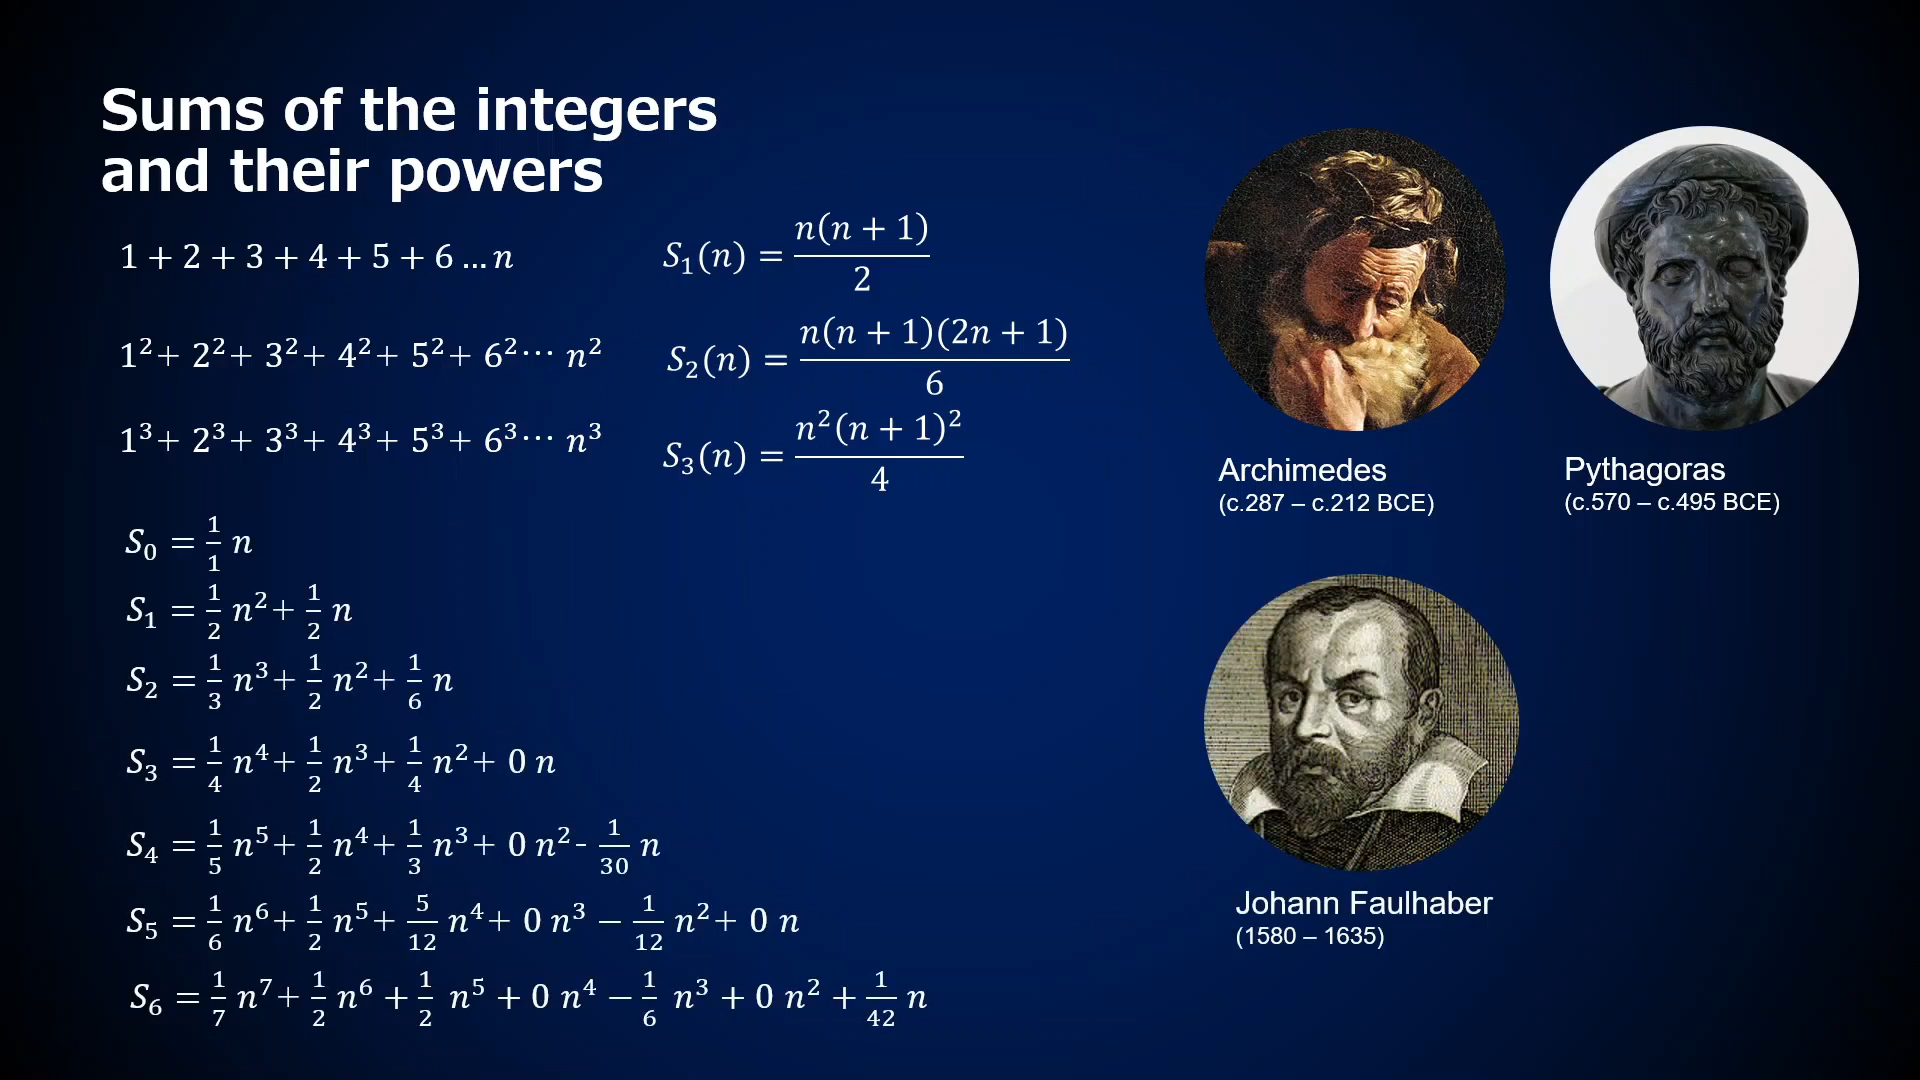 Sums of the integers
and their powers
1 + 2 + 3 + 4 + 5 + 6 … n
S₁(n) = n(n + 1)/2
1² + 2² + 3² + 4² + 5² + 6² ⋯ n²
S₂(n) = n(n + 1)(2n + 1)/6
1³ + 2³ + 3³ + 4³ + 5³ + 6³ ⋯ n³
S₃(n) = n²(n + 1)²/4
S₀ = 1/1 n
S₁ = 1/2 n² + 1/2 n
S₂ = 1/3 n³ + 1/2 n² + 1/6 n
S₃ = 1/4 n⁴ + 1/2 n³ + 1/4 n² + 0 n
S₄ = 1/5 n⁵ + 1/2 n⁴ + 1/3 n³ + 0 n² - 1/30 n
S₅ = 1/6 n⁶ + 1/2 n⁵ + 5/12 n⁴ + 0 n³ − 1/12 n² + 0 n
S₆ = 1/7 n⁷ + 1/2 n⁶ + 1/2 n⁵ + 0 n⁴ − 1/6 n³ + 0 n² + 1/42 n
Archimedes
(c.287 – c.212 BCE)
Pythagoras
(c.570 – c.495 BCE)
Johann Faulhaber
(1580 – 1635)